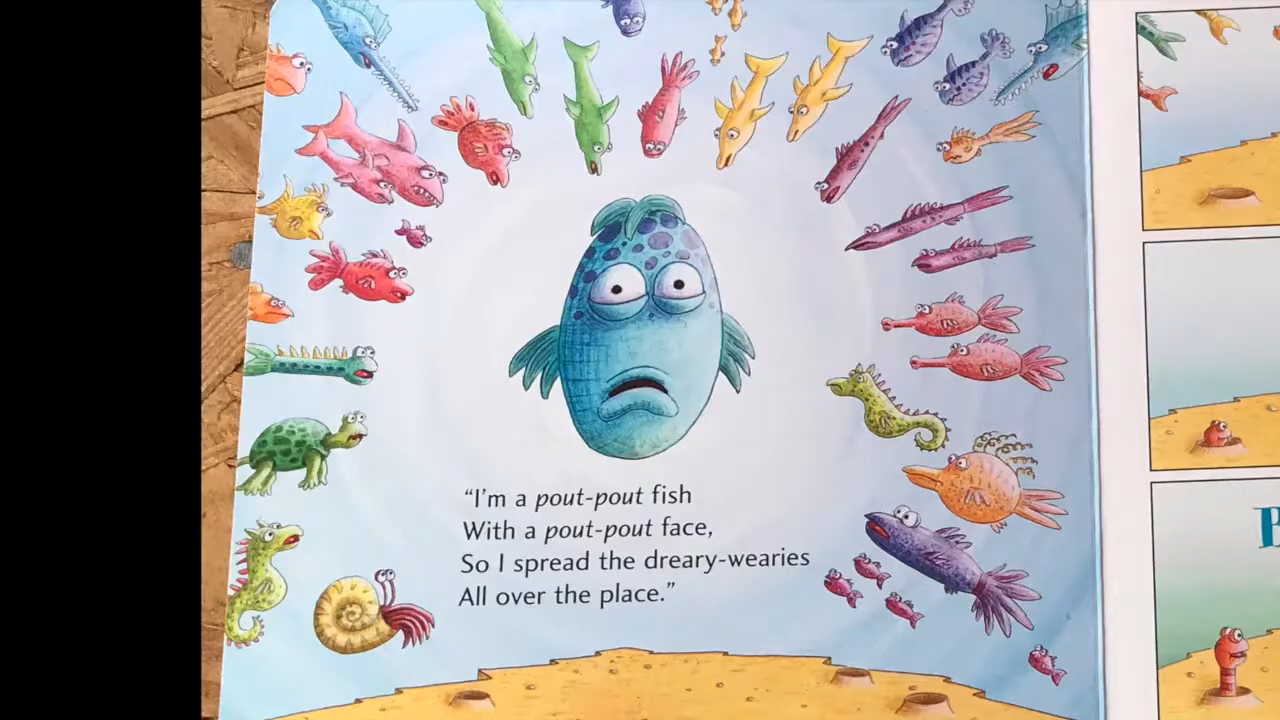 “I’m a pout-pout fish
With a pout-pout face,
So I spread the dreary-wearies
All over the place.”